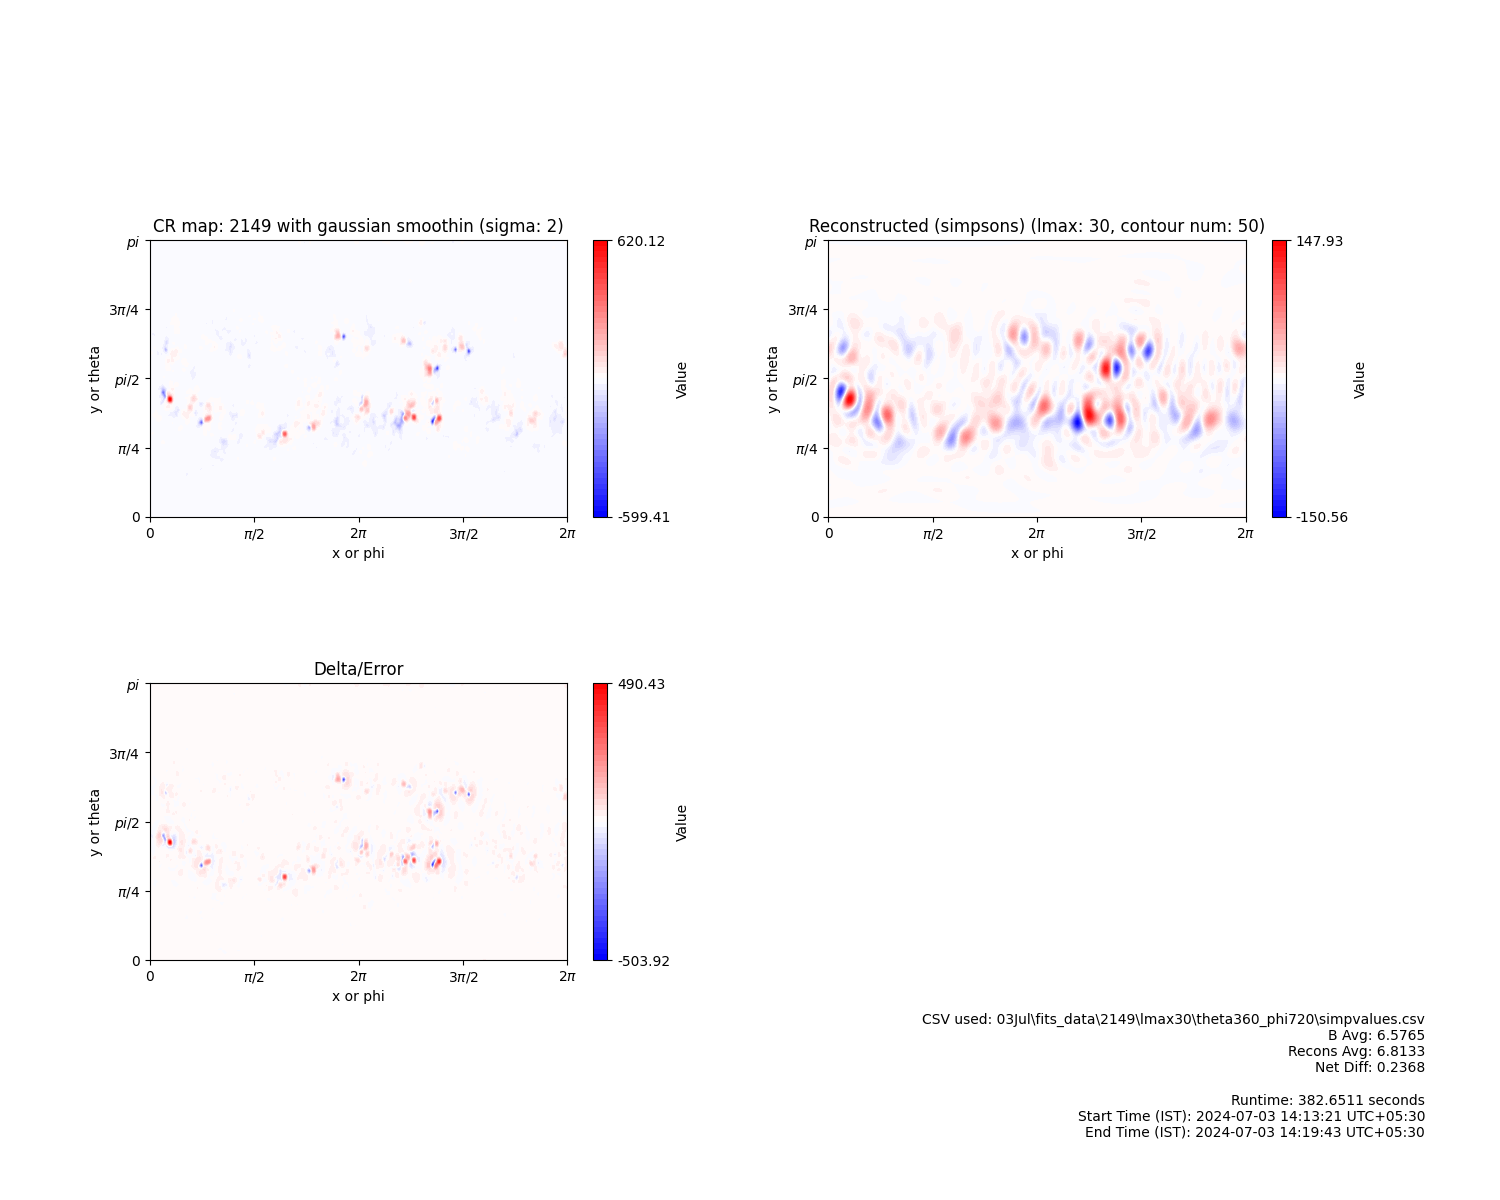 CR map: 2149 with gaussian smoothin (sigma: 2)
pi
3π/4
pi/2
π/4
0
y or theta
0 π/2 2π 3π/2 2π
x or phi
620.12
-599.41
Value
Reconstructed (simpsons) (lmax: 30, contour num: 50)
pi
3π/4
pi/2
π/4
0
y or theta
0 π/2 2π 3π/2 2π
x or phi
147.93
-150.56
Value
Delta/Error
pi
3π/4
pi/2
π/4
0
y or theta
0 π/2 2π 3π/2 2π
x or phi
490.43
-503.92
Value
CSV used: 03Jul\fits_data\2149\lmax30\theta360_phi720\simpvalues.csv
B Avg: 6.5765
Recons Avg: 6.8133
Net Diff: 0.2368
Runtime: 382.6511 seconds
Start Time (IST): 2024-07-03 14:13:21 UTC+05:30
End Time (IST): 2024-07-03 14:19:43 UTC+05:30